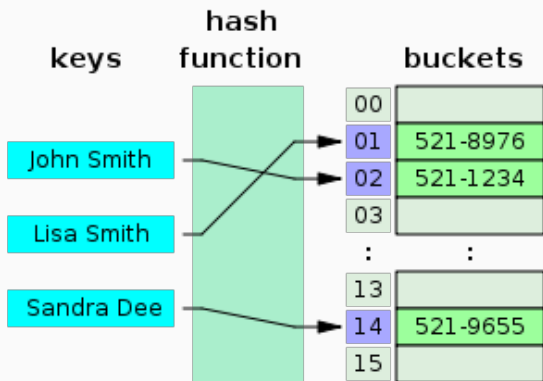 hash
keys function buckets
00
John Smith 01 521-8976
02 521-1234
Lisa Smith 03
: :
Sandra Dee 13
14 521-9655
15